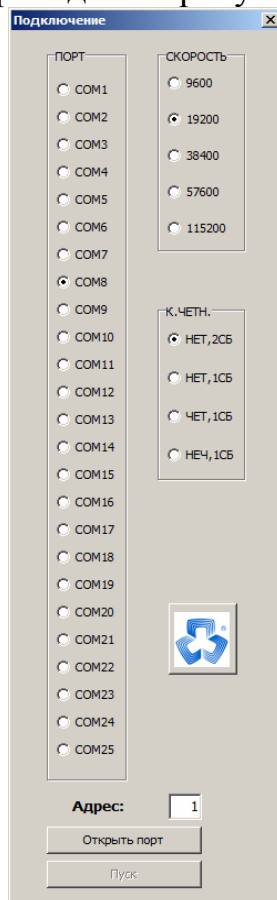 Подключение
ПОРТ
COM1
COM2
COM3
COM4
COM5
COM6
COM7
COM8
COM9
COM10
COM11
COM12
COM13
COM14
COM15
COM16
COM17
COM18
COM19
COM20
COM21
COM22
COM23
COM24
COM25
СКОРОСТЬ
9600
19200
38400
57600
115200
К.ЧЕТН.
НЕТ,2СБ
НЕТ,1СБ
ЧЕТ,1СБ
НЕЧ,1СБ
Адрес: 1
Открыть порт
Пуск